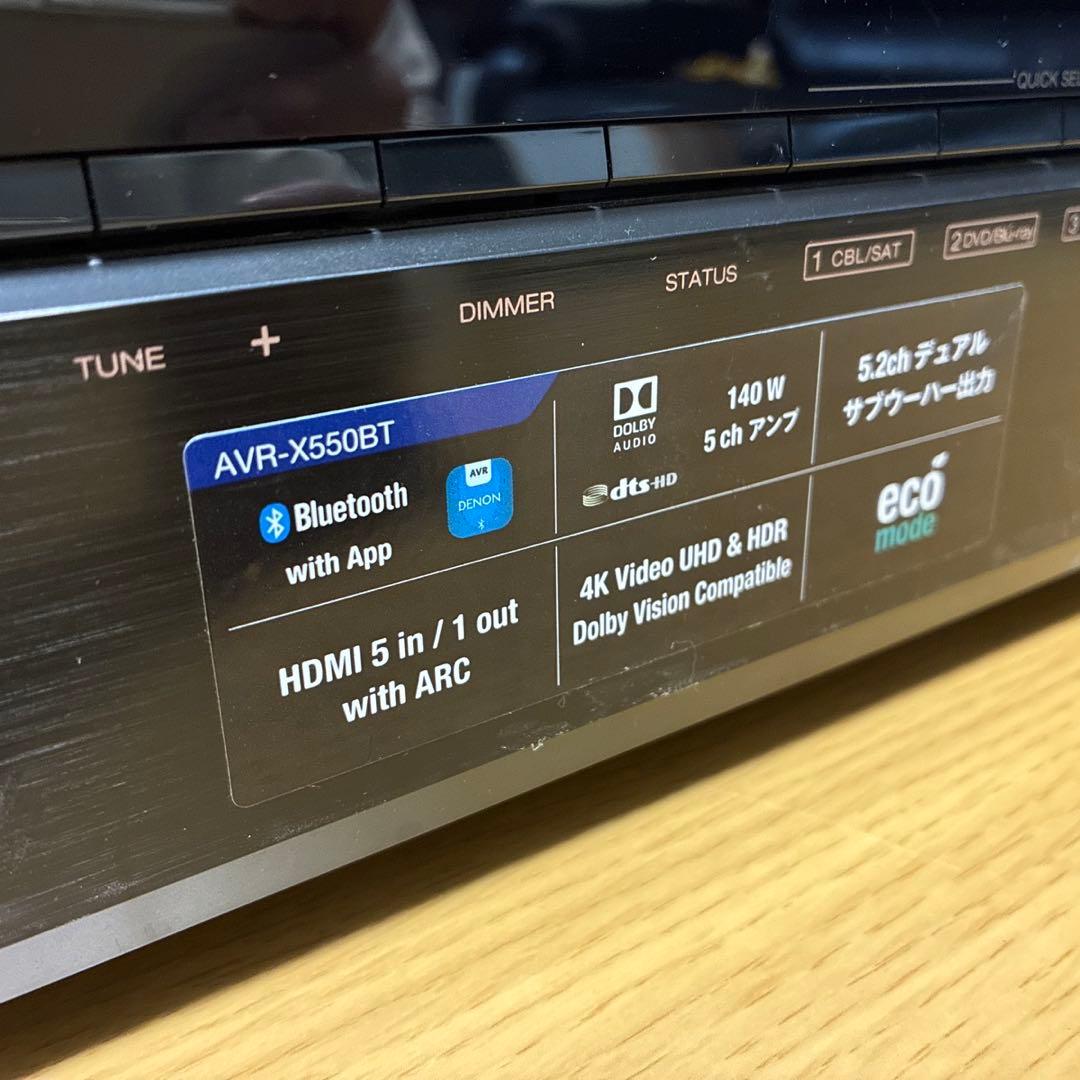 QUICK SE
TUNE
+
DIMMER
STATUS
1 CBL/SAT
2 DVD/Blu-ray
3
AVR-X550BT
Bluetooth
with App
AVR
DENON
HDMI 5 in / 1 out
with ARC
DOLBY
AUDIO
dts-HD
140 W
5 ch アンプ
4K Video UHD & HDR
Dolby Vision Compatible
5.2ch デュアル
サブウーハー出力
eco
mode